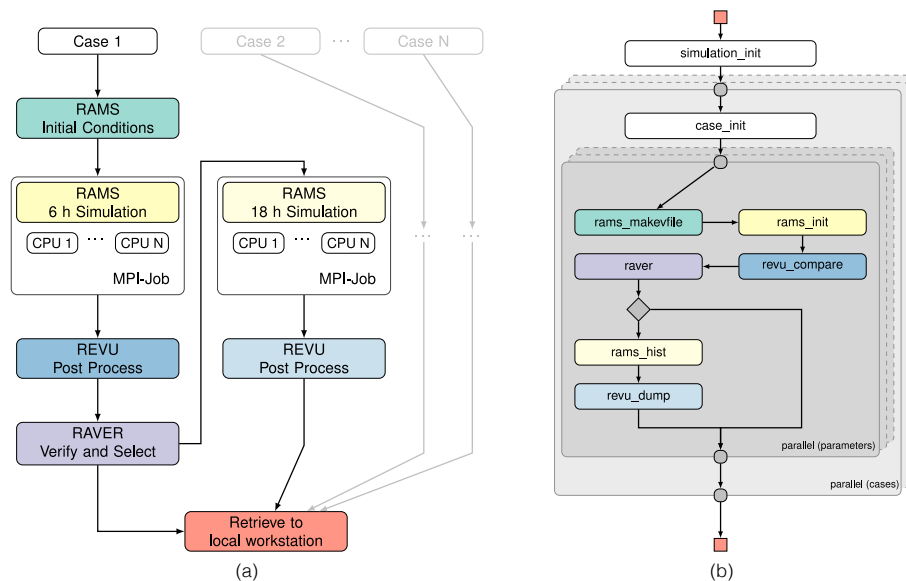 Case 1
Case 2
···
Case N
RAMS
Initial Conditions
RAMS
6 h Simulation
CPU 1
···
CPU N
MPI-Job
RAMS
18 h Simulation
CPU 1
···
CPU N
MPI-Job
···
···
REVU
Post Process
REVU
Post Process
RAVER
Verify and Select
Retrieve to
local workstation
(a)
simulation_init
case_init
rams_makevfile
rams_init
raver
revu_compare
rams_hist
revu_dump
parallel (parameters)
parallel (cases)
(b)